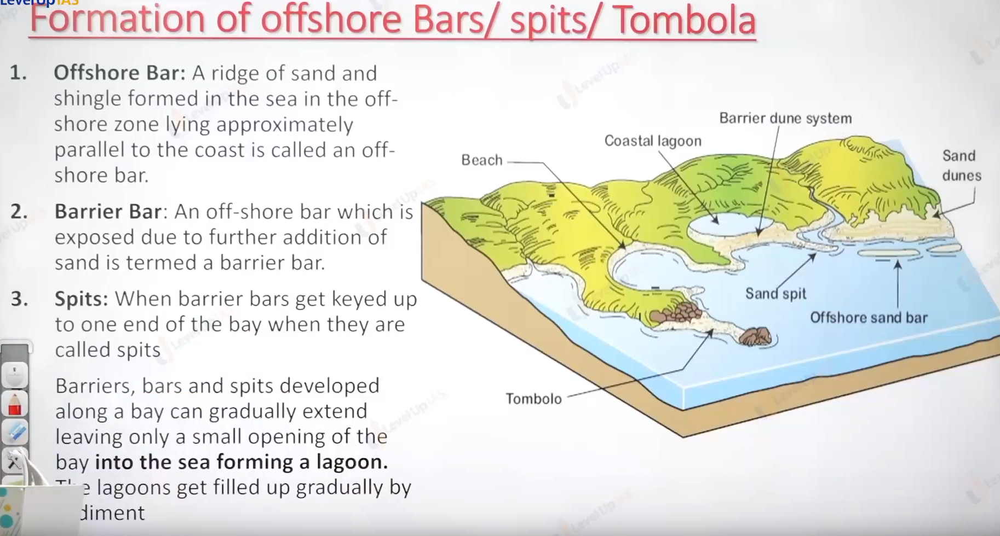 LevelUpIAS
Formation of offshore Bars/ spits/ Tombola
1. Offshore Bar: A ridge of sand and
shingle formed in the sea in the off-
shore zone lying approximately
parallel to the coast is called an off-
shore bar.
2. Barrier Bar: An off-shore bar which is
exposed due to further addition of
sand is termed a barrier bar.
3. Spits: When barrier bars get keyed up
to one end of the bay when they are
called spits
Barriers, bars and spits developed
along a bay can gradually extend
leaving only a small opening of the
bay into the sea forming a lagoon.
lagoons get filled up gradually by
Barrier dune system
Coastal lagoon
Beach
Sand
dunes
Sand spit
Offshore sand bar
Tombolo
LevelUpIAS
LevelUpIAS
LevelUpIAS
LevelUpIAS
LevelUpIAS